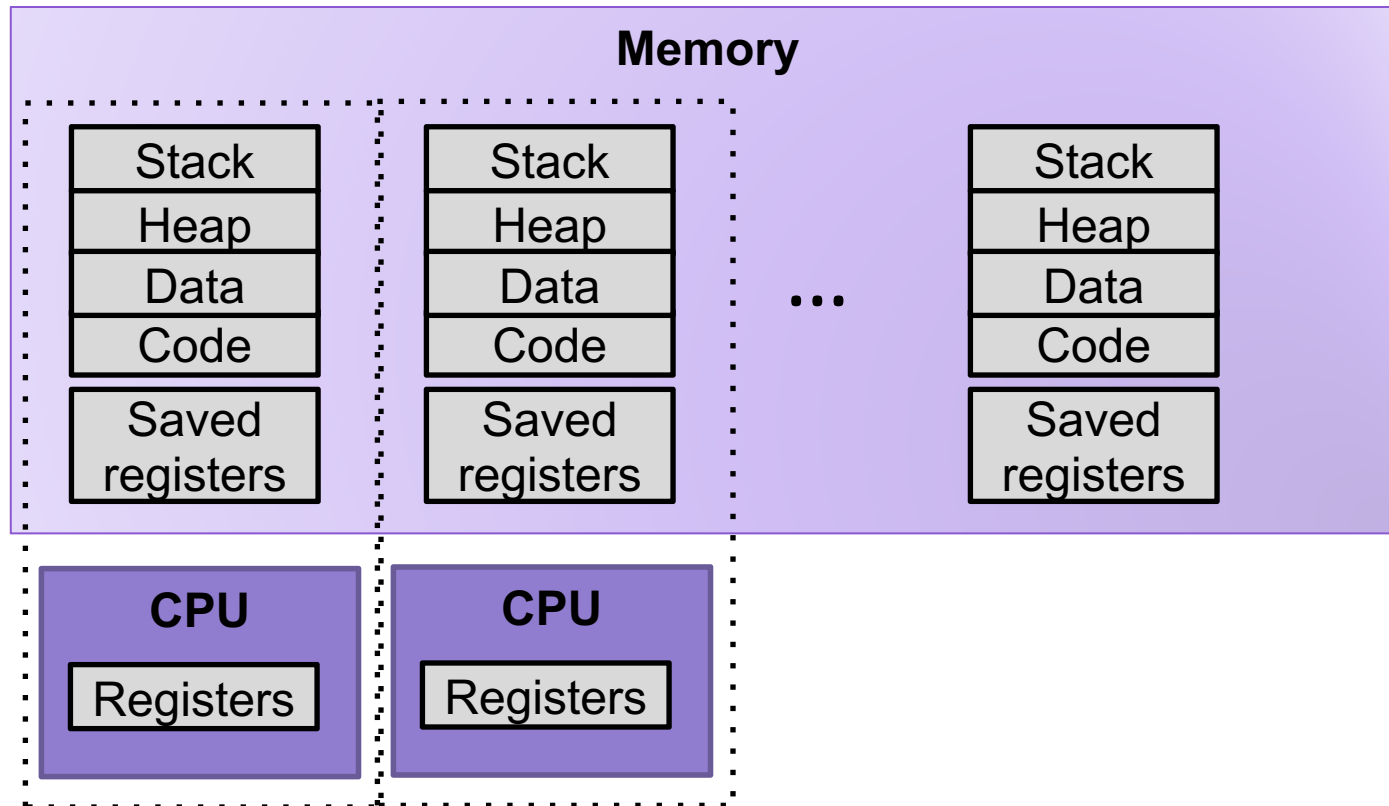 Memory
Stack
Heap
Data
Code
Saved
registers
Stack
Heap
Data
Code
Saved
registers
...
Stack
Heap
Data
Code
Saved
registers
CPU
Registers
CPU
Registers